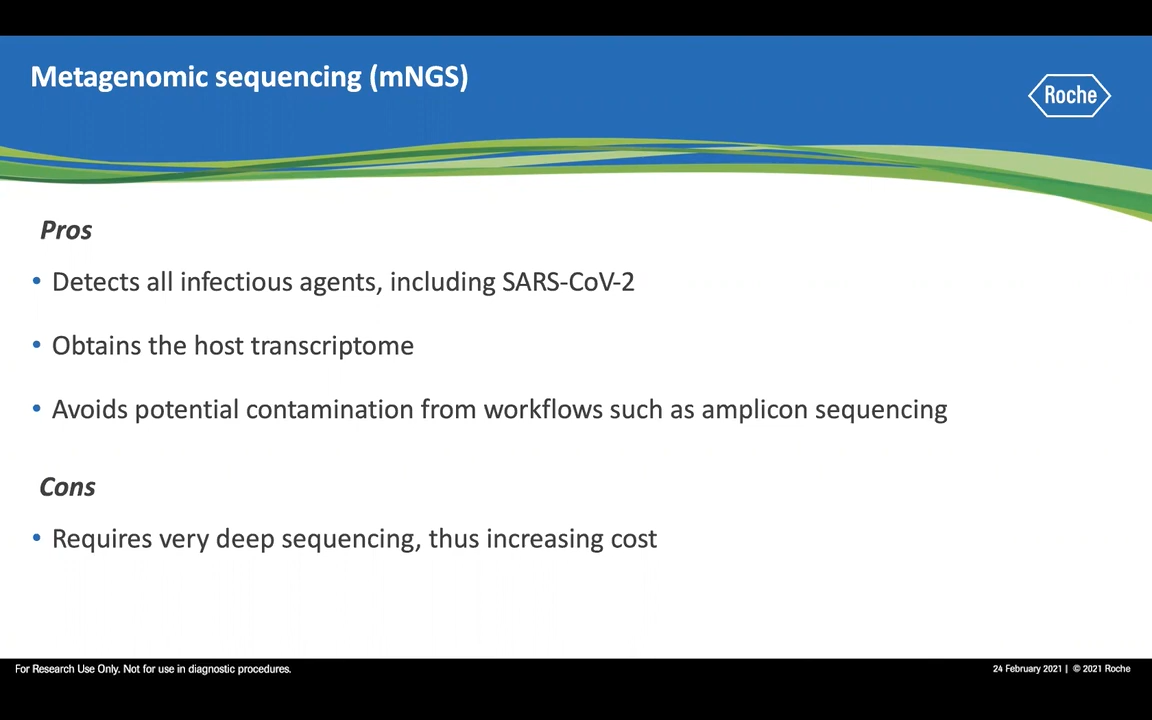 Metagenomic sequencing (mNGS)
Roche
Pros
• Detects all infectious agents, including SARS-CoV-2
• Obtains the host transcriptome
• Avoids potential contamination from workflows such as amplicon sequencing
Cons
• Requires very deep sequencing, thus increasing cost
For Research Use Only. Not for use in diagnostic procedures.
24 February 2021 | © 2021 Roche